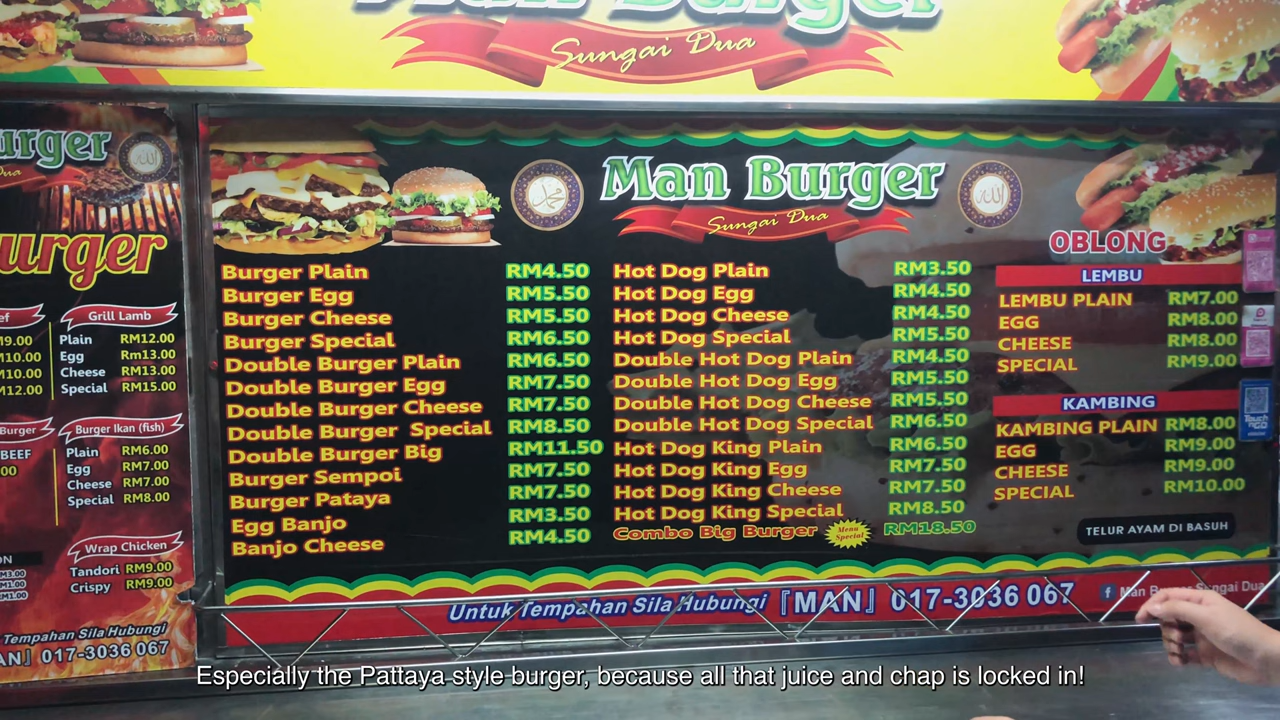 Man Burger
Sungai Dua
urger
Dua
urger
Grill Lamb
Plain Rm12.00
Egg Rm13.00
Cheese RM13.00
Special RM15.00
Burger
Burger Ikan (fish)
BEEF
Plain RM6.00
Egg RM7.00
Cheese RM7.00
Special RM8.00
Wrap Chicken
Tandori RM9.00
Crispy RM9.00
Tempahan Sila Hubungi
017-3036 067
محمد
Man Burger
Sungai Dua
الله
Burger Plain RM4.50
Burger Egg RM5.50
Burger Cheese RM5.50
Burger Special RM6.50
Double Burger Plain RM6.50
Double Burger Egg RM7.50
Double Burger Cheese RM7.50
Double Burger Special RM8.50
Double Burger Big RM11.50
Burger Sempoi RM7.50
Burger Pataya RM7.50
Egg Banjo RM3.50
Banjo Cheese RM4.50
Hot Dog Plain RM3.50
Hot Dog Egg RM4.50
Hot Dog Cheese RM4.50
Hot Dog Special RM5.50
Double Hot Dog Plain RM4.50
Double Hot Dog Egg RM5.50
Double Hot Dog Cheese RM5.50
Double Hot Dog Special RM6.50
Hot Dog King Plain RM6.50
Hot Dog King Egg RM7.50
Hot Dog King Cheese RM7.50
Hot Dog King Special RM8.50
Combo Big Burger Menu Special RM18.50
OBLONG
LEMBU
LEMBU PLAIN RM7.00
EGG RM8.00
CHEESE RM8.00
SPECIAL RM9.00
KAMBING
KAMBING PLAIN RM8.00
EGG RM9.00
CHEESE RM9.00
SPECIAL RM10.00
TELUR AYAM DI BASUH
Touch 'n GO
Untuk Tempahan Sila Hubungi『MAN』017-3036 067
Man Burger Sungai Dua
Especially the Pattaya style burger, because all that juice and chap is locked in!